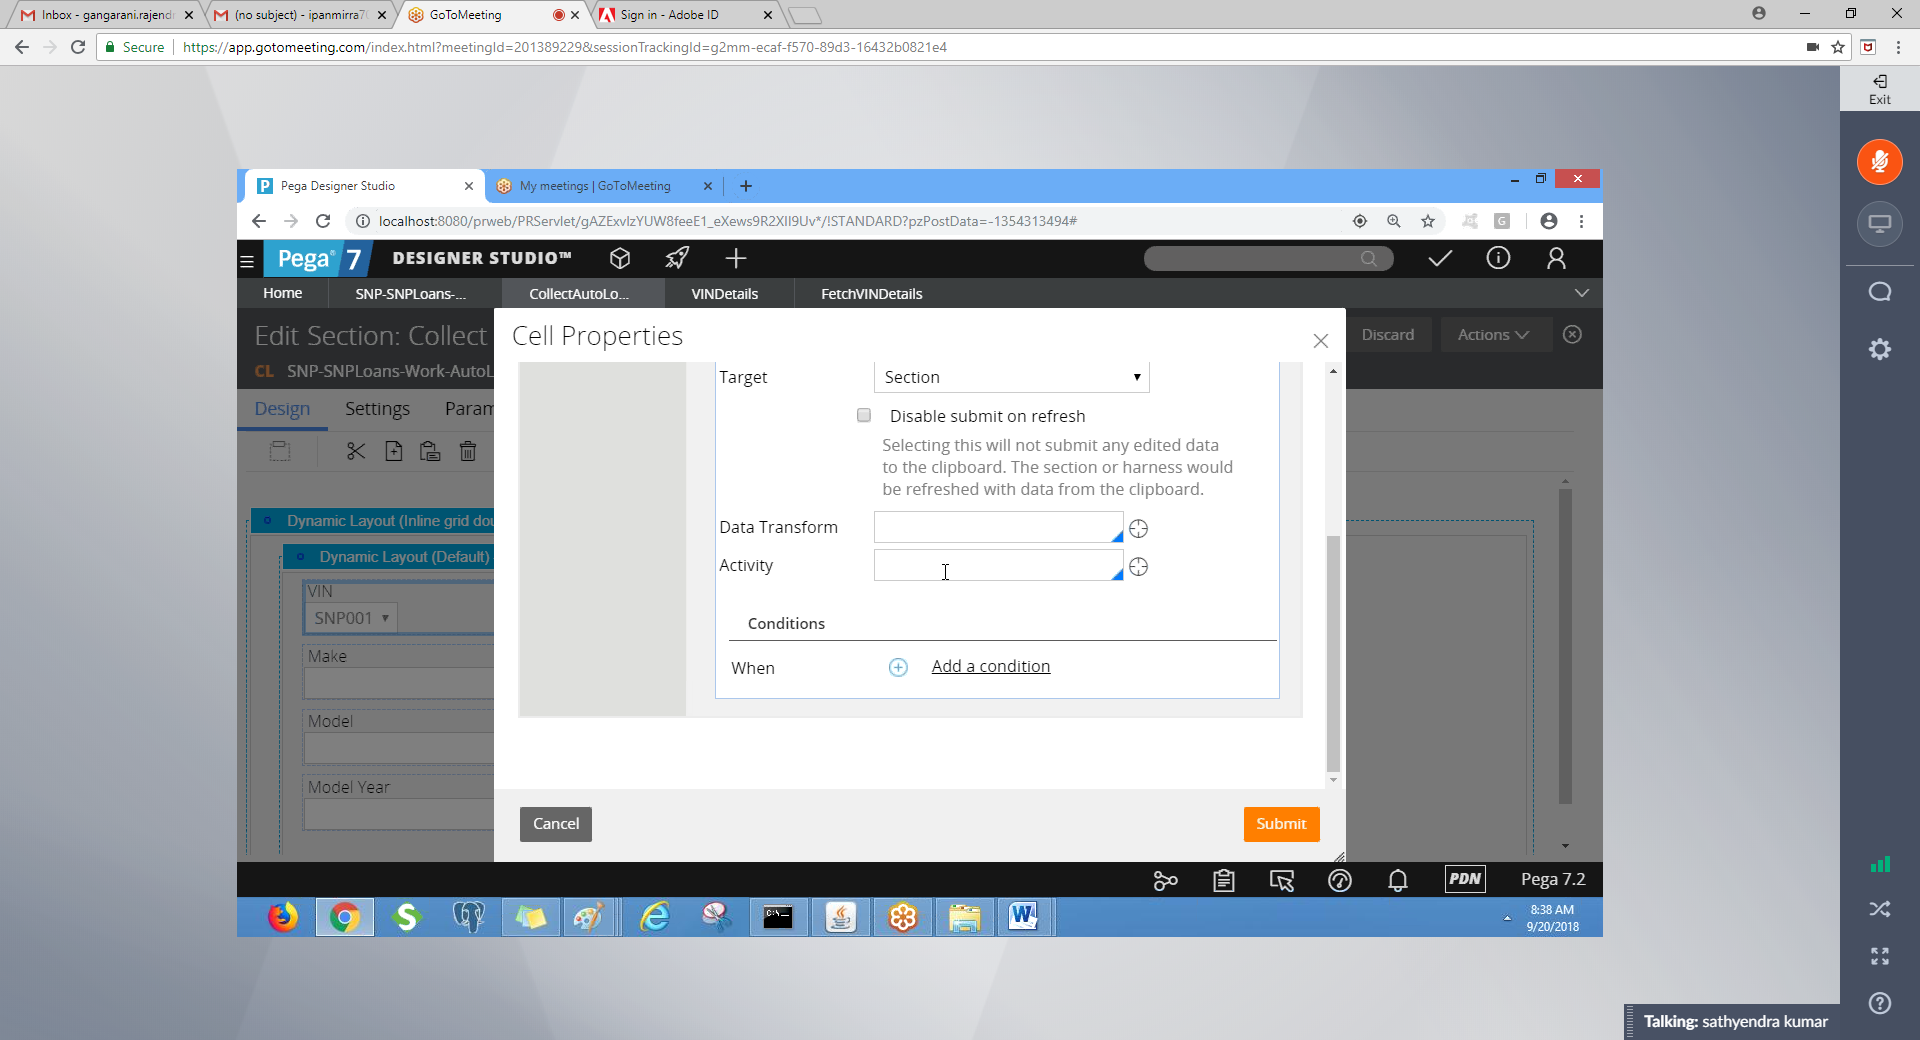 Inbox - gangarani.rajendr
(no subject) - ipanmirra70
GoToMeeting
Sign in - Adobe ID
Secure
https://app.gotomeeting.com/index.html?meetingId=201389229&sessionTrackingId=g2mm-ecaf-f570-89d3-16432b0821e4
Exit
Pega Designer Studio
My meetings | GoToMeeting
localhost:8080/prweb/PRServlet/gAZExvlzYUW8feeE1_eXews9R2XII9Uv*/!STANDARD?pzPostData=-1354313494#
Pega 7 DESIGNER STUDIO™
Home
SNP-SNPLoans-...
CollectAutoLo...
VINDetails
FetchVINDetails
Edit Section: Collect
Cell Properties
Discard
Actions
CL SNP-SNPLoans-Work-AutoL
Design
Settings
Param
Target
Section
Disable submit on refresh
Selecting this will not submit any edited data
to the clipboard. The section or harness would
be refreshed with data from the clipboard.
Dynamic Layout (Inline grid dou
Data Transform
Dynamic Layout (Default)
Activity
VIN
SNP001
Conditions
Make
When
Add a condition
Model
Model Year
Cancel
Submit
PDN
Pega 7.2
8:38 AM
9/20/2018
Talking: sathyendra kumar